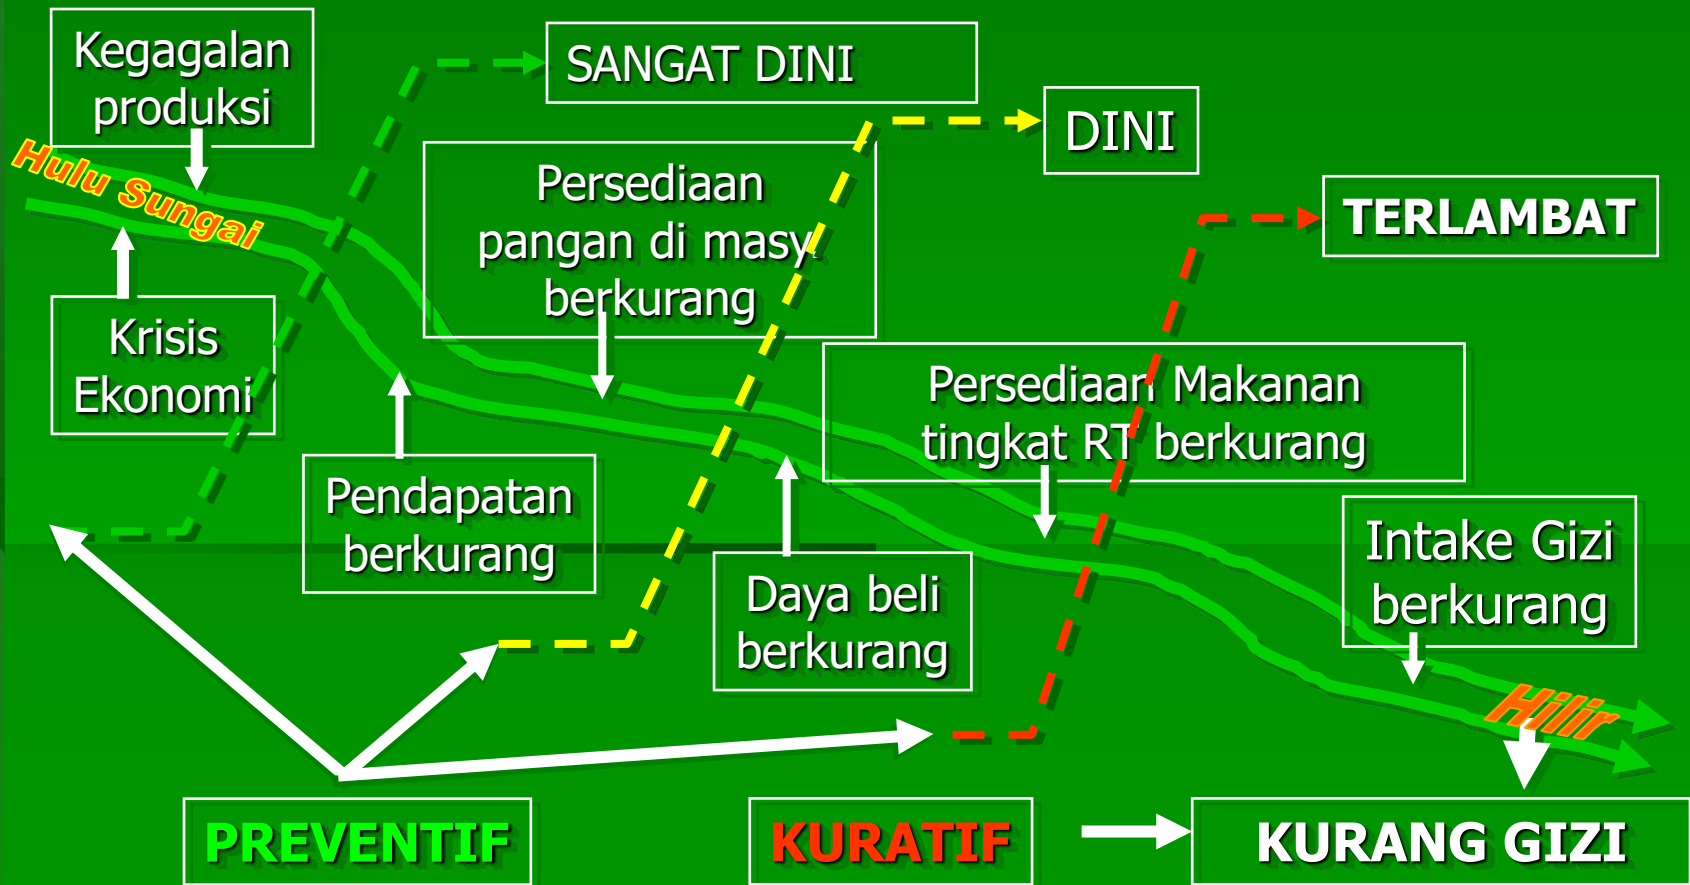 Kegagalan
produksi
SANGAT DINI
DINI
Hulu Sungai
Persediaan
pangan di masy
berkurang
TERLAMBAT
Krisis
Ekonomi
Persediaan Makanan
tingkat RT berkurang
Pendapatan
berkurang
Intake Gizi
berkurang
Daya beli
berkurang
Hilir
PREVENTIF
KURATIF
KURANG GIZI